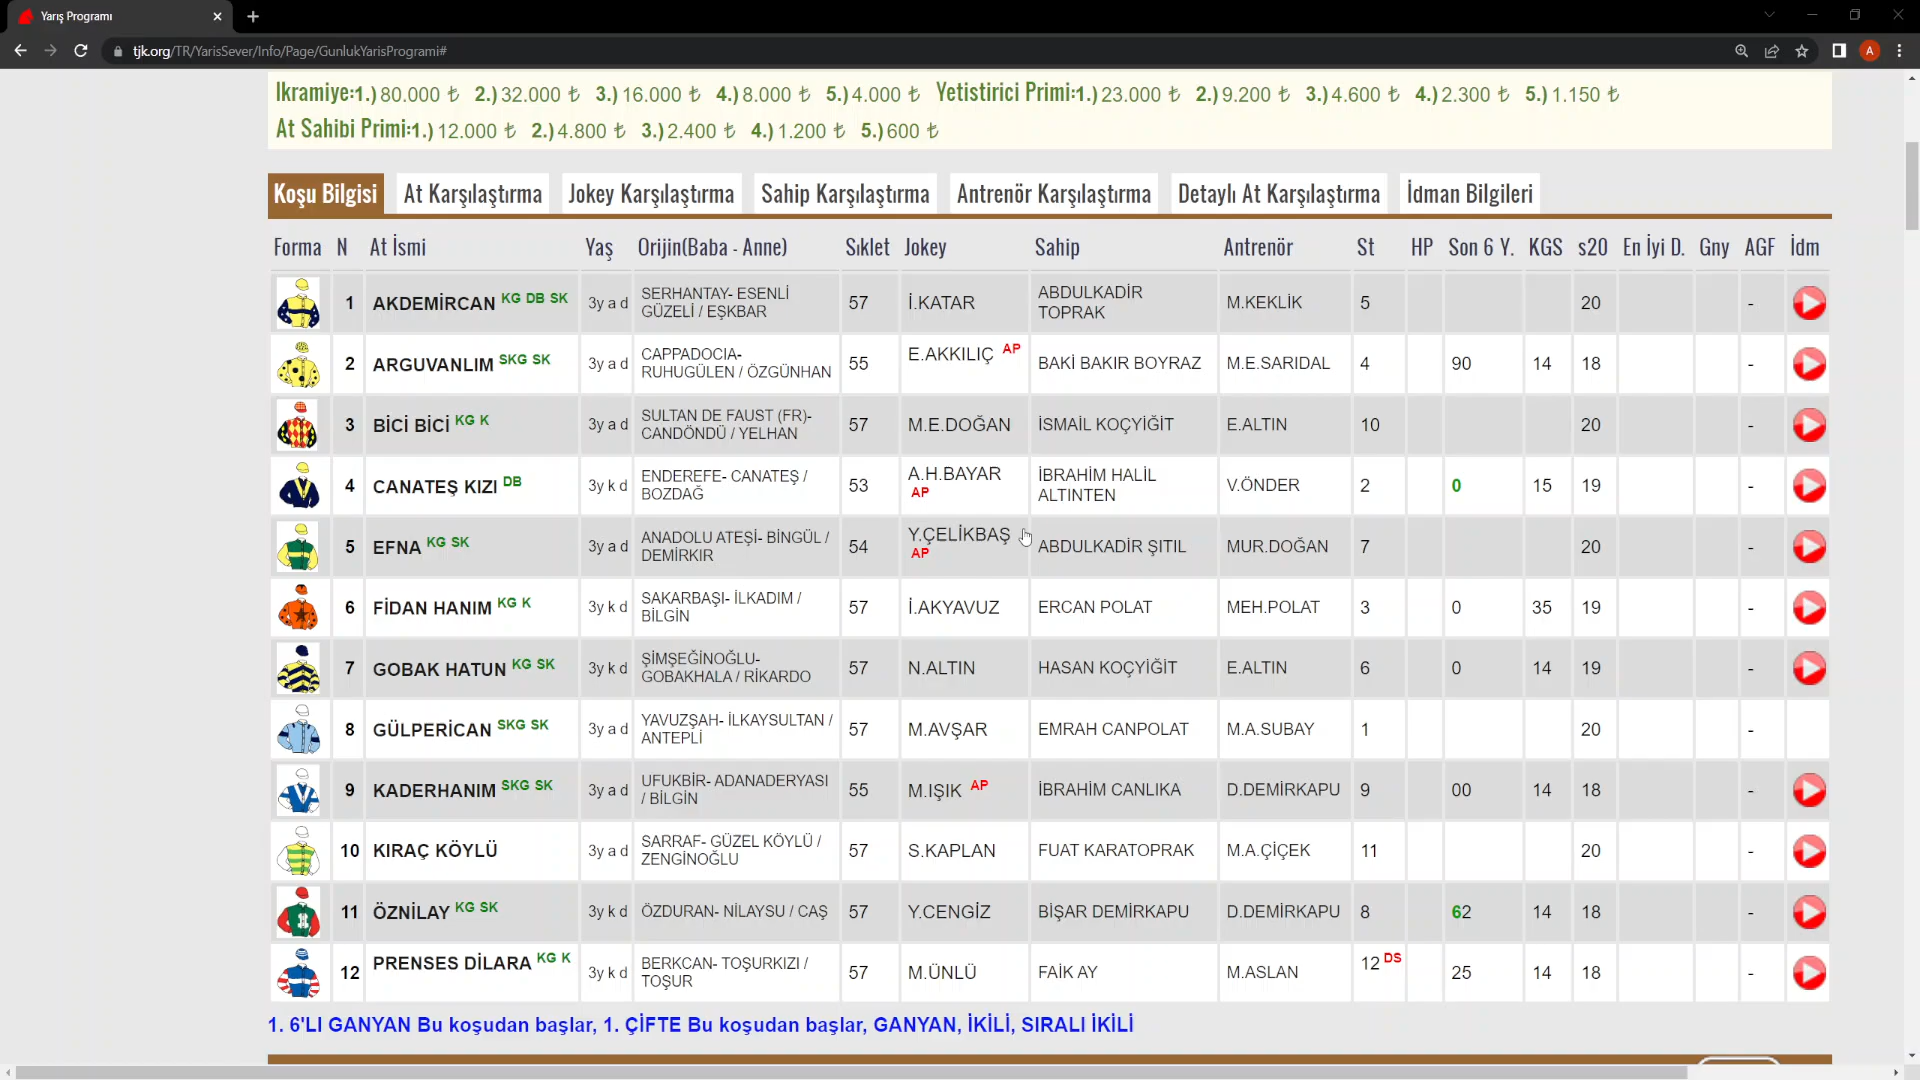 Yarış Programı
tjk.org/TR/YarisSever/Info/Page/GunlukYarisProgrami#
A
Ikramiye:1.) 80.000 ₺ 2.) 32.000 ₺ 3.) 16.000 ₺ 4.) 8.000 ₺ 5.) 4.000 ₺ Yetistirici Primi:1.) 23.000 ₺ 2.) 9.200 ₺ 3.) 4.600 ₺ 4.) 2.300 ₺ 5.) 1.150 ₺
At Sahibi Primi:1.) 12.000 ₺ 2.) 4.800 ₺ 3.) 2.400 ₺ 4.) 1.200 ₺ 5.) 600 ₺
Koşu Bilgisi At Karşılaştırma Jokey Karşılaştırma Sahip Karşılaştırma Antrenör Karşılaştırma Detaylı At Karşılaştırma İdman Bilgileri
Forma N At İsmi Yaş Orijin(Baba - Anne) Sıklet Jokey Sahip Antrenör St HP Son 6 Y. KGS s20 En İyi D. Gny AGF İdm
1 AKDEMİRCAN KG DB SK 3y a d SERHANTAY- ESENLİ GÜZELİ / EŞKBAR 57 İ.KATAR ABDULKADİR TOPRAK M.KEKLİK 5 20 -
2 ARGUVANLIM SKG SK 3y a d CAPPADOCIA- RUHUGÜLEN / ÖZGÜNHAN 55 E.AKKILIÇ AP BAKİ BAKIR BOYRAZ M.E.SARIDAL 4 90 14 18 -
3 BİCİ BİCİ KG K 3y a d SULTAN DE FAUST (FR)- CANDÖNDÜ / YELHAN 57 M.E.DOĞAN İSMAİL KOÇYİĞİT E.ALTIN 10 20 -
4 CANATEŞ KIZI DB 3y k d ENDEREFE- CANATEŞ / BOZDAĞ 53 A.H.BAYAR AP İBRAHİM HALİL ALTINTEN V.ÖNDER 2 0 15 19 -
5 EFNA KG SK 3y a d ANADOLU ATEŞİ- BİNGÜL / DEMİRKIR 54 Y.ÇELİKBAŞ AP ABDULKADİR ŞITIL MUR.DOĞAN 7 20 -
6 FİDAN HANIM KG K 3y k d SAKARBAŞI- İLKADIM / BİLGİN 57 İ.AKYAVUZ ERCAN POLAT MEH.POLAT 3 0 35 19 -
7 GOBAK HATUN KG SK 3y k d ŞİMŞEĞİNOĞLU- GOBAKHALA / RİKARDO 57 N.ALTIN HASAN KOÇYİĞİT E.ALTIN 6 0 14 19 -
8 GÜLPERİCAN SKG SK 3y a d YAVUZŞAH- İLKAYSULTAN / ANTEPLİ 57 M.AVŞAR EMRAH CANPOLAT M.A.SUBAY 1 20 -
9 KADERHANIM SKG SK 3y a d UFUKBİR- ADANADERYASI / BİLGİN 55 M.IŞIK AP İBRAHİM CANLIKA D.DEMİRKAPU 9 00 14 18 -
10 KIRAÇ KÖYLÜ 3y a d SARRAF- GÜZEL KÖYLÜ / ZENGİNOĞLU 57 S.KAPLAN FUAT KARATOPRAK M.A.ÇİÇEK 11 20 -
11 ÖZNİLAY KG SK 3y k d ÖZDURAN- NİLAYSU / CAŞ 57 Y.CENGİZ BİŞAR DEMİRKAPU D.DEMİRKAPU 8 62 14 18 -
12 PRENSES DİLARA KG K 3y k d BERKCAN- TOŞURKIZI / TOŞUR 57 M.ÜNLÜ FAİK AY M.ASLAN 12 DS 25 14 18 -
1. 6'LI GANYAN Bu koşudan başlar, 1. ÇİFTE Bu koşudan başlar, GANYAN, İKİLİ, SIRALI İKİLİ